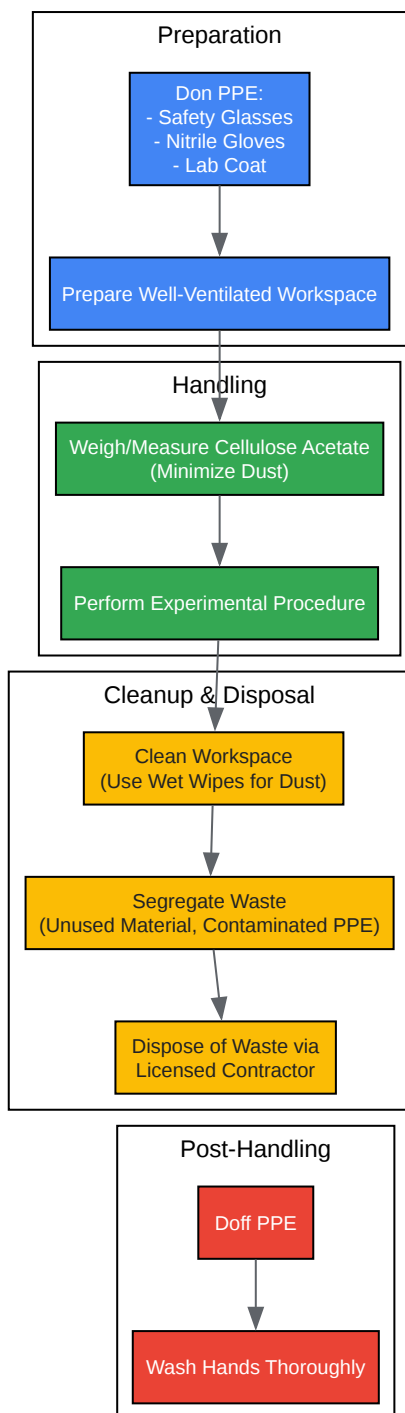 Preparation
Don PPE:
- Safety Glasses
- Nitrile Gloves
- Lab Coat
Prepare Well-Ventilated Workspace
Handling
Weigh/Measure Cellulose Acetate
(Minimize Dust)
Perform Experimental Procedure
Cleanup & Disposal
Clean Workspace
(Use Wet Wipes for Dust)
Segregate Waste
(Unused Material, Contaminated PPE)
Dispose of Waste via
Licensed Contractor
Post-Handling
Doff PPE
Wash Hands Thoroughly